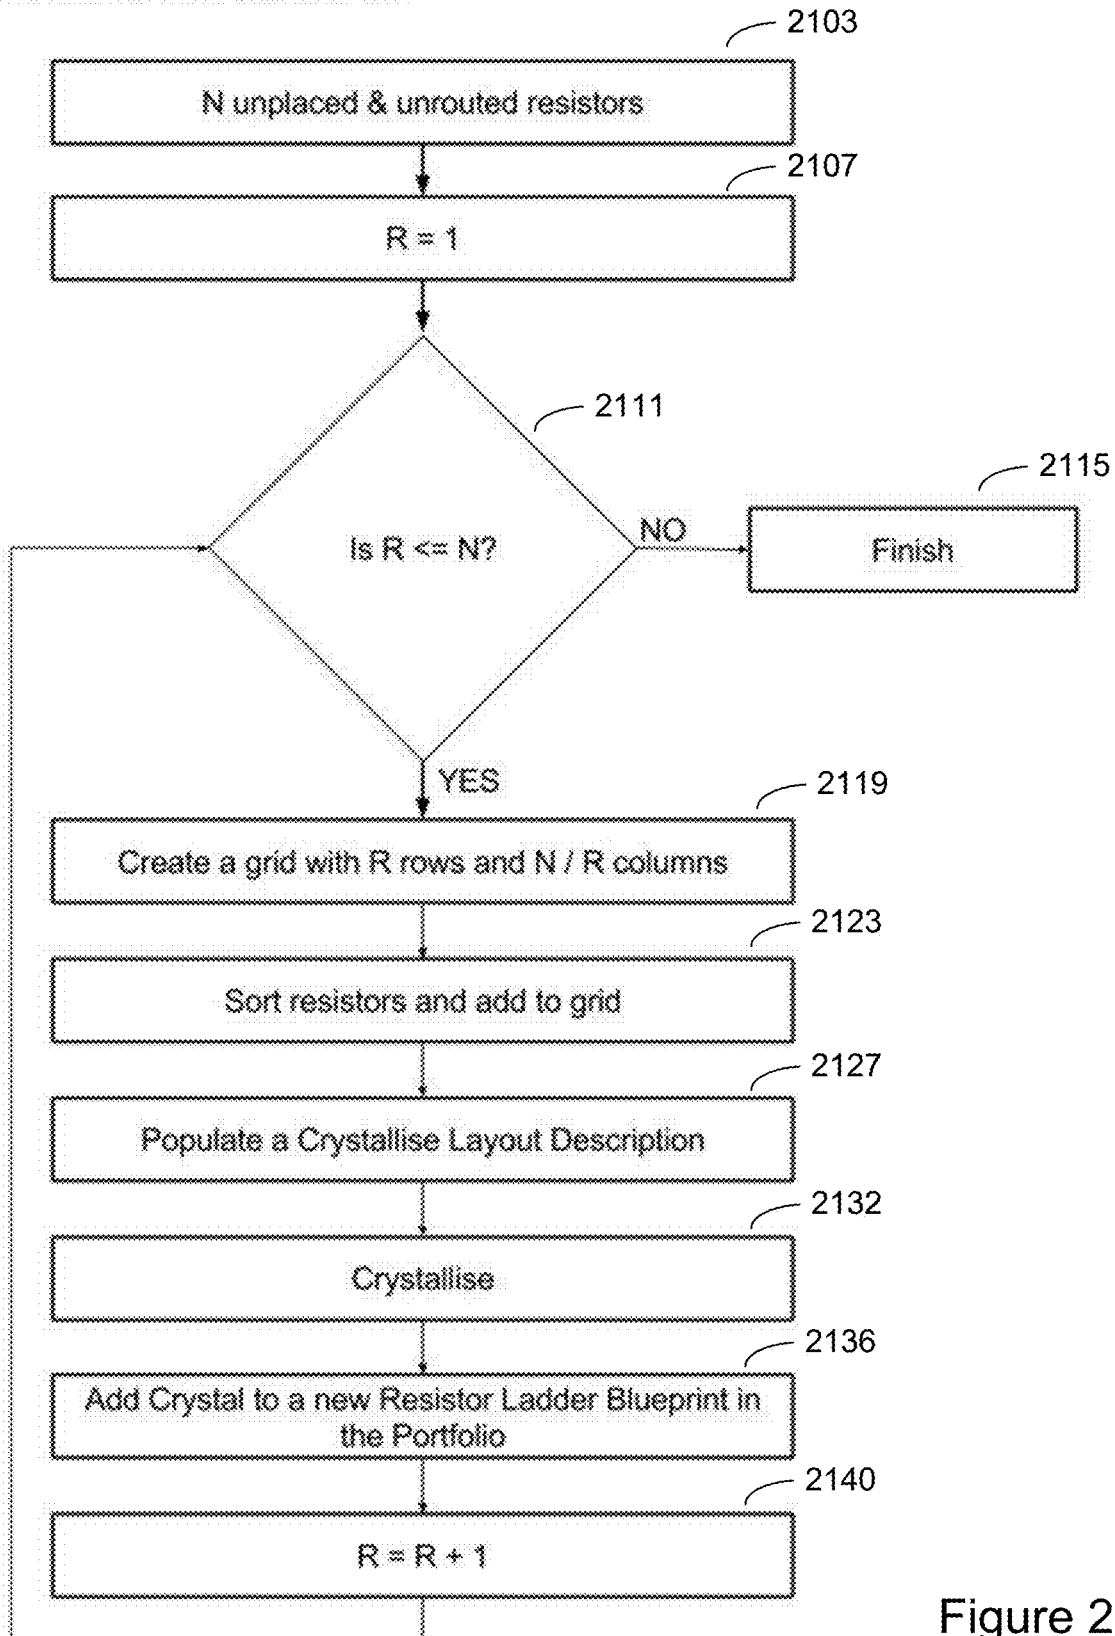 2103
N unplaced & unrouted resistors
2107
R = 1
2111
Is R <= N?
NO
2115
Finish
YES
2119
Create a grid with R rows and N / R columns
2123
Sort resistors and add to grid
2127
Populate a Crystallise Layout Description
2132
Crystallise
2136
Add Crystal to a new Resistor Ladder Blueprint in
the Portfolio
2140
R = R + 1
Figure 2